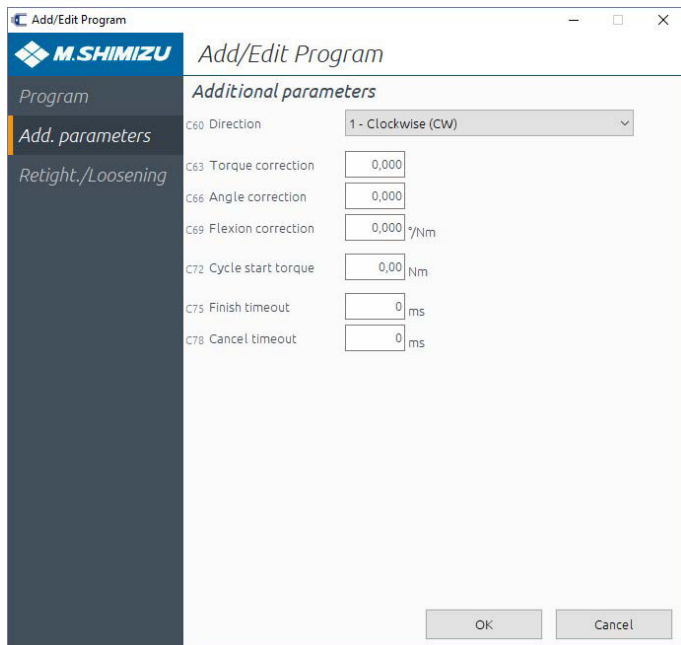 Add/Edit Program
M.SHIMIZU
Add/Edit Program
Program
Add. parameters
Retight./Loosening
Additional parameters
C60 Direction 1 - Clockwise (CW)
C63 Torque correction 0,000
C66 Angle correction 0,000
C69 Flexion correction 0,000 °/Nm
C72 Cycle start torque 0,00 Nm
C75 Finish timeout 0 ms
C78 Cancel timeout 0 ms
OK Cancel